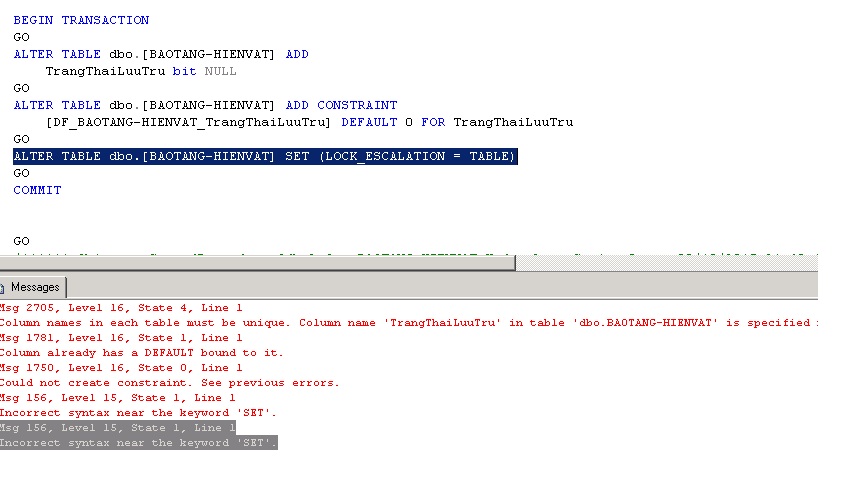 BEGIN TRANSACTION
GO
ALTER TABLE dbo.[BAOTANG-HIENVAT] ADD
TrangThaiLuuTru bit NULL
GO
ALTER TABLE dbo.[BAOTANG-HIENVAT] ADD CONSTRAINT
[DF_BAOTANG-HIENVAT_TrangThaiLuuTru] DEFAULT 0 FOR TrangThaiLuuTru
GO
ALTER TABLE dbo.[BAOTANG-HIENVAT] SET (LOCK_ESCALATION = TABLE)
GO
COMMIT
GO
Messages
Msg 2705, Level 16, State 4, Line 1
Column names in each table must be unique. Column name 'TrangThaiLuuTru' in table 'dbo.BAOTANG-HIENVAT' is specified
Msg 1781, Level 16, State 1, Line 1
Column already has a DEFAULT bound to it.
Msg 1750, Level 16, State 0, Line 1
Could not create constraint. See previous errors.
Msg 156, Level 15, State 1, Line 1
Incorrect syntax near the keyword 'SET'.
Msg 156, Level 15, State 1, Line 1
Incorrect syntax near the keyword 'SET'.